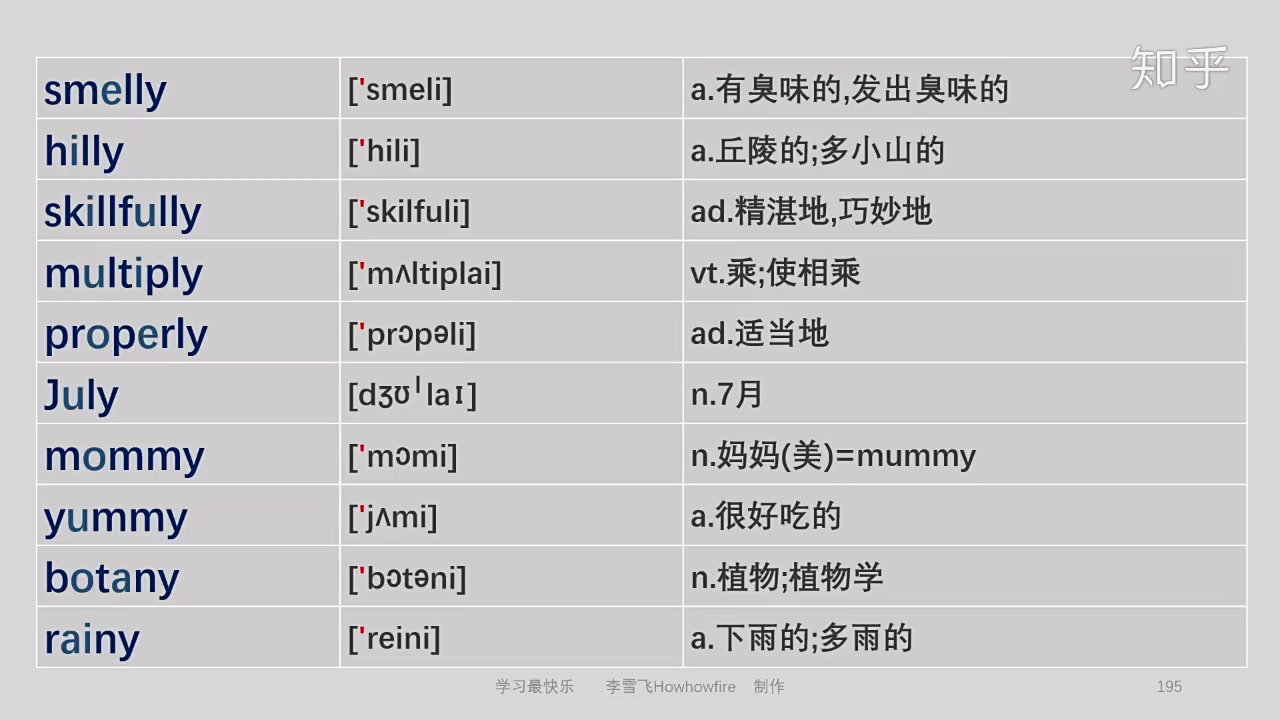 知乎
smelly ['smeli] a.有臭味的,发出臭味的
hilly ['hili] a.丘陵的;多小山的
skillfully ['skilfuli] ad.精湛地,巧妙地
multiply ['mʌltiplai] vt.乘;使相乘
properly ['prɔpəli] ad.适当地
July [dʒʊˈlaɪ] n.7月
mommy ['mɔmi] n.妈妈(美)=mummy
yummy ['jʌmi] a.很好吃的
botany ['bɔtəni] n.植物;植物学
rainy ['reini] a.下雨的;多雨的
学习最快乐 李雪飞Howhowfire 制作 195